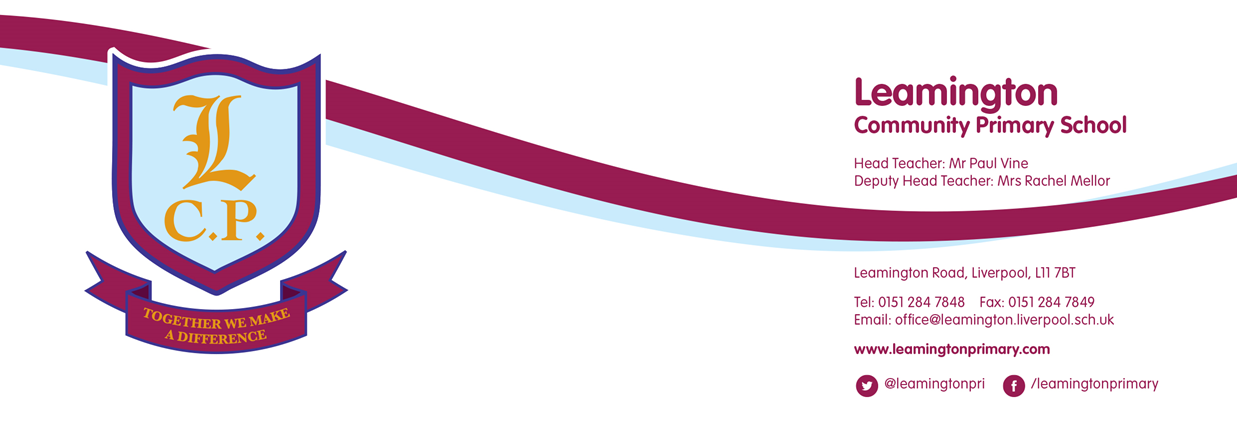 L
C.P.
TOGETHER WE MAKE
A DIFFERENCE
Leamington
Community Primary School
Head Teacher: Mr Paul Vine
Deputy Head Teacher: Mrs Rachel Mellor
Leamington Road, Liverpool, L11 7BT
Tel: 0151 284 7848 Fax: 0151 284 7849
Email: office@leamington.liverpool.sch.uk
www.leamingtonprimary.com
@leamingtonpri /leamingtonprimary